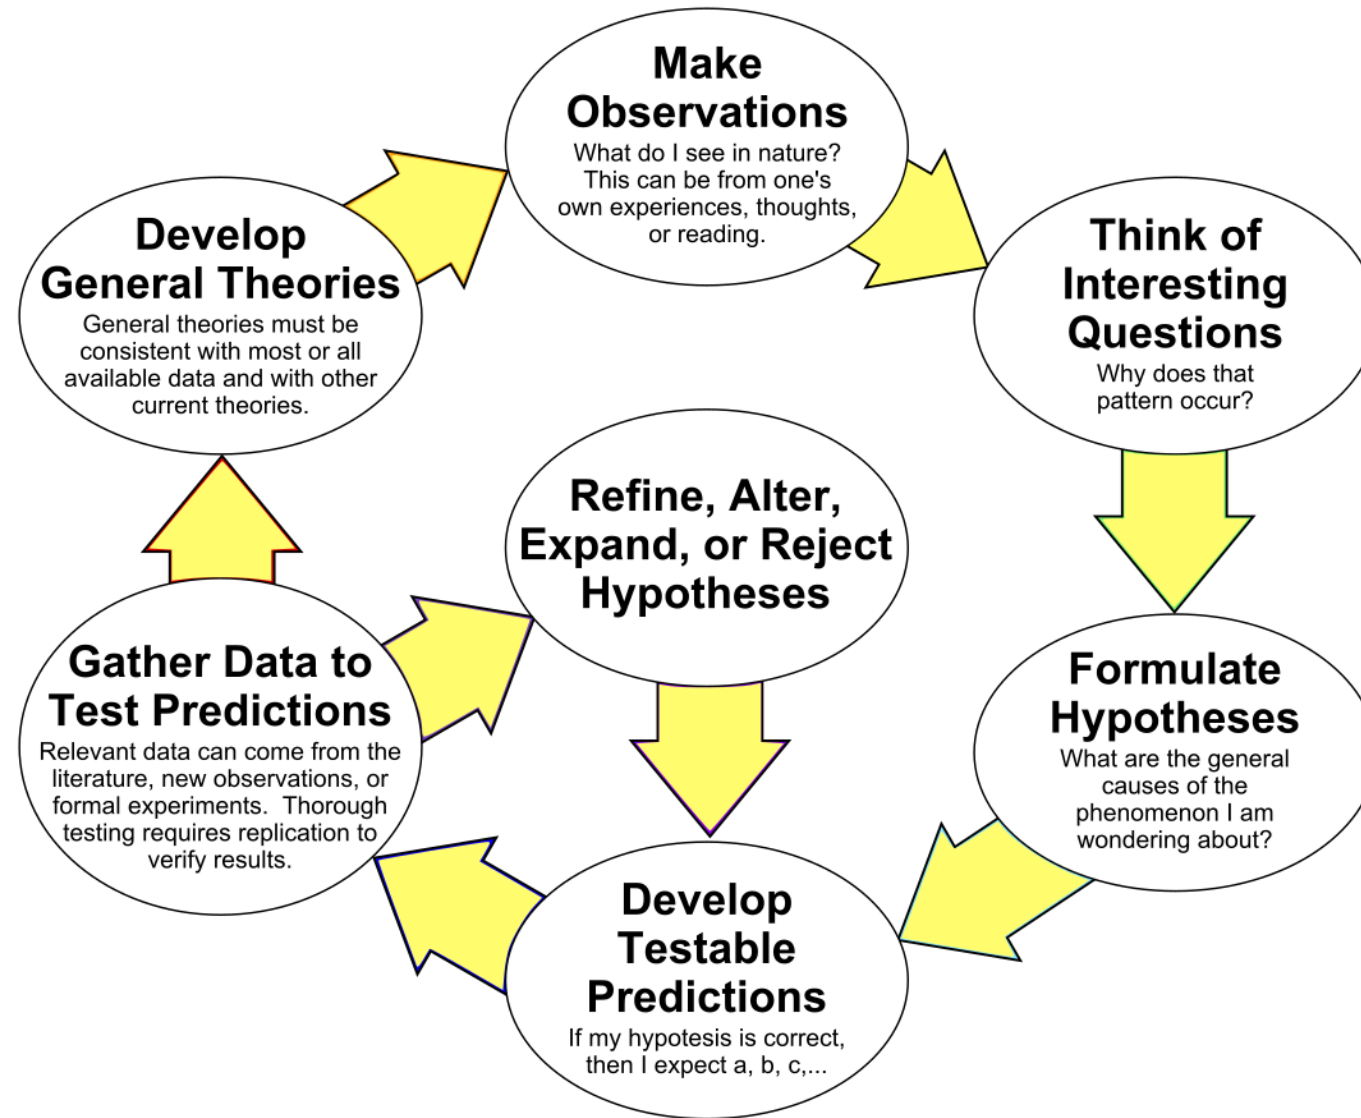 Make
Observations
What do I see in nature?
This can be from one's
own experiences, thoughts,
or reading.
Think of
Interesting
Questions
Why does that
pattern occur?
Formulate
Hypotheses
What are the general
causes of the
phenomenon I am
wondering about?
Develop
Testable
Predictions
If my hypotesis is correct,
then I expect a, b, c,...
Gather Data to
Test Predictions
Relevant data can come from the
literature, new observations, or
formal experiments.  Thorough
testing requires replication to
verify results.
Refine, Alter,
Expand, or Reject
Hypotheses
Develop
General Theories
General theories must be
consistent with most or all
available data and with other
current theories.